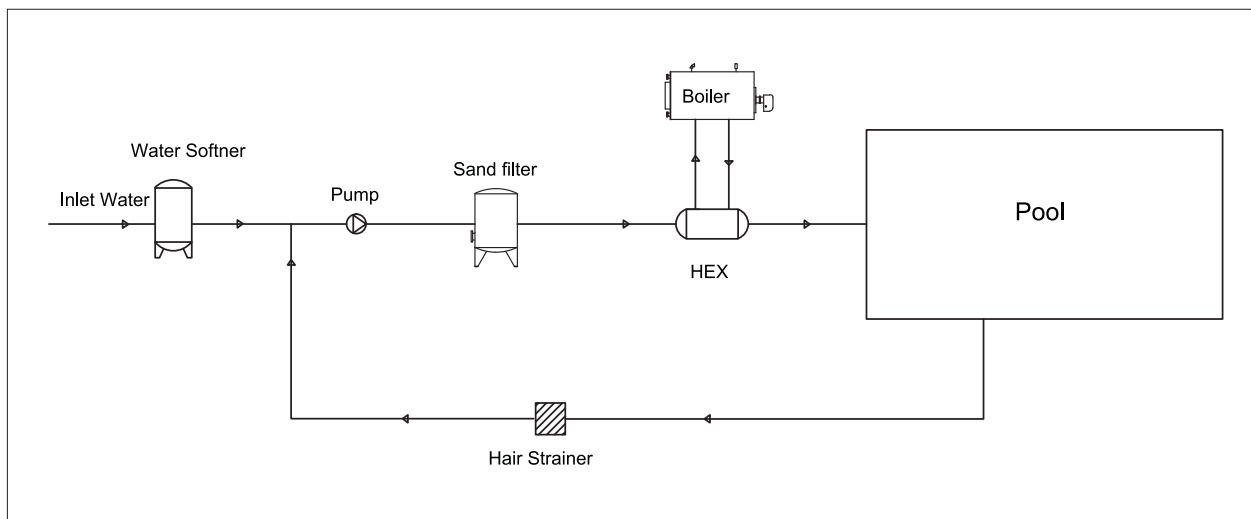 Boiler
Water Softner
Sand filter
Inlet Water
Pump
Pool
HEX
Hair Strainer